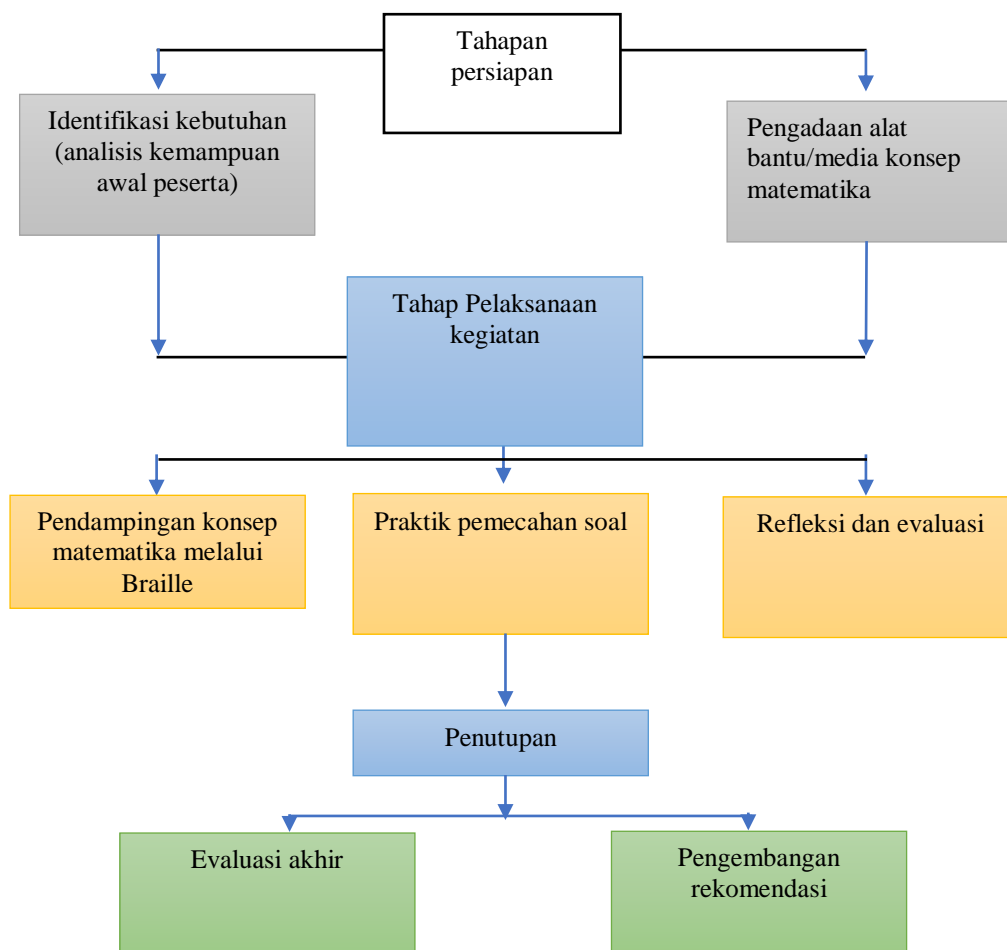 Tahapan
persiapan
Identifikasi kebutuhan
(analisis kemampuan
awal peserta)
Pengadaan alat
bantu/media konsep
matematika
Tahap Pelaksanaan
kegiatan
Pendampingan konsep
matematika melalui
Braille
Praktik pemecahan soal
Refleksi dan evaluasi
Penutupan
Evaluasi akhir
Pengembangan
rekomendasi